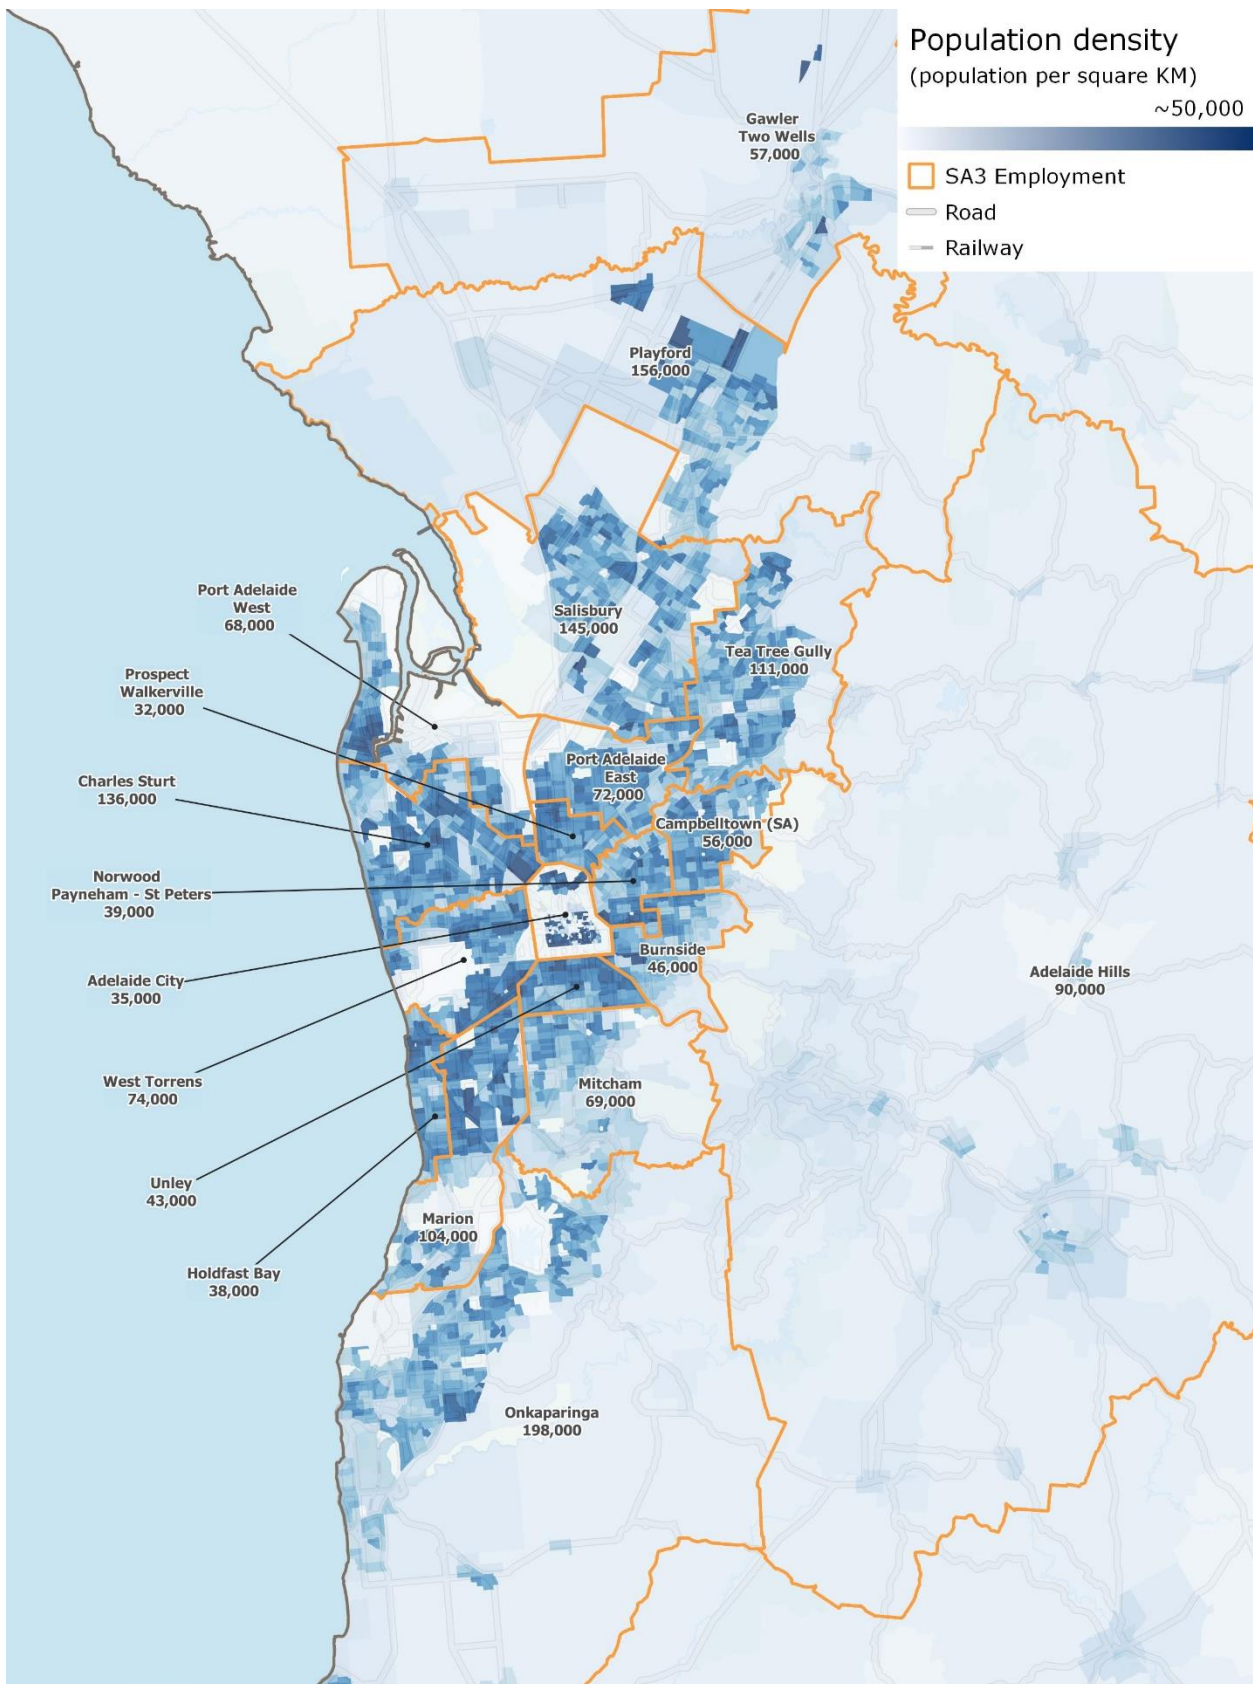 Population density
(population per square KM)
~50,000
SA3 Employment
Road
Railway
Gawler
Two Wells
57,000
Playford
156,000
Port Adelaide
West
68,000
Salisbury
145,000
Tea Tree Gully
111,000
Prospect
Walkerville
32,000
Port Adelaide
East
72,000
Charles Sturt
136,000
Campbelltown (SA)
56,000
Norwood
Payneham - St Peters
39,000
Burnside
46,000
Adelaide City
35,000
Adelaide Hills
90,000
West Torrens
74,000
Mitcham
69,000
Unley
43,000
Marion
104,000
Holdfast Bay
38,000
Onkaparinga
198,000